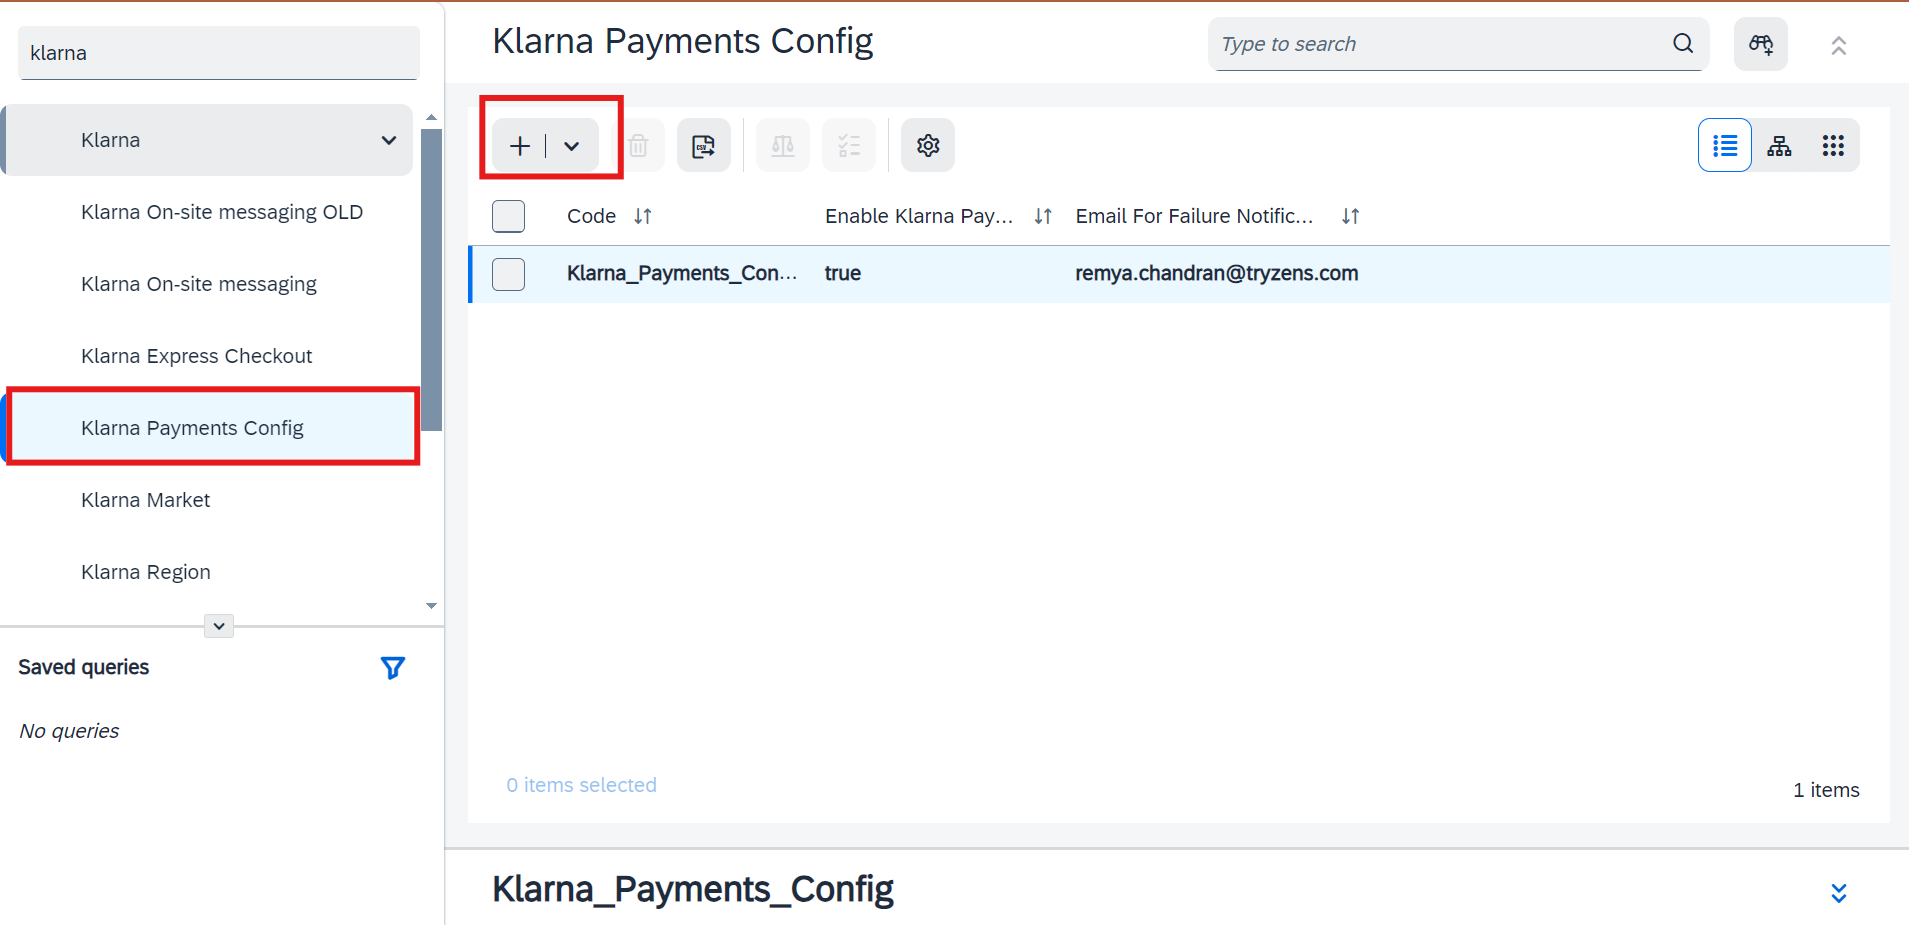 klarna
Klarna
Klarna On-site messaging OLD
Klarna On-site messaging
Klarna Express Checkout
Klarna Payments Config
Klarna Market
Klarna Region
Saved queries
No queries
Klarna Payments Config
Type to search
CSV
Code Enable Klarna Pay... Email For Failure Notific...
Klarna_Payments_Con... true remya.chandran@tryzens.com
0 items selected
1 items
Klarna_Payments_Config